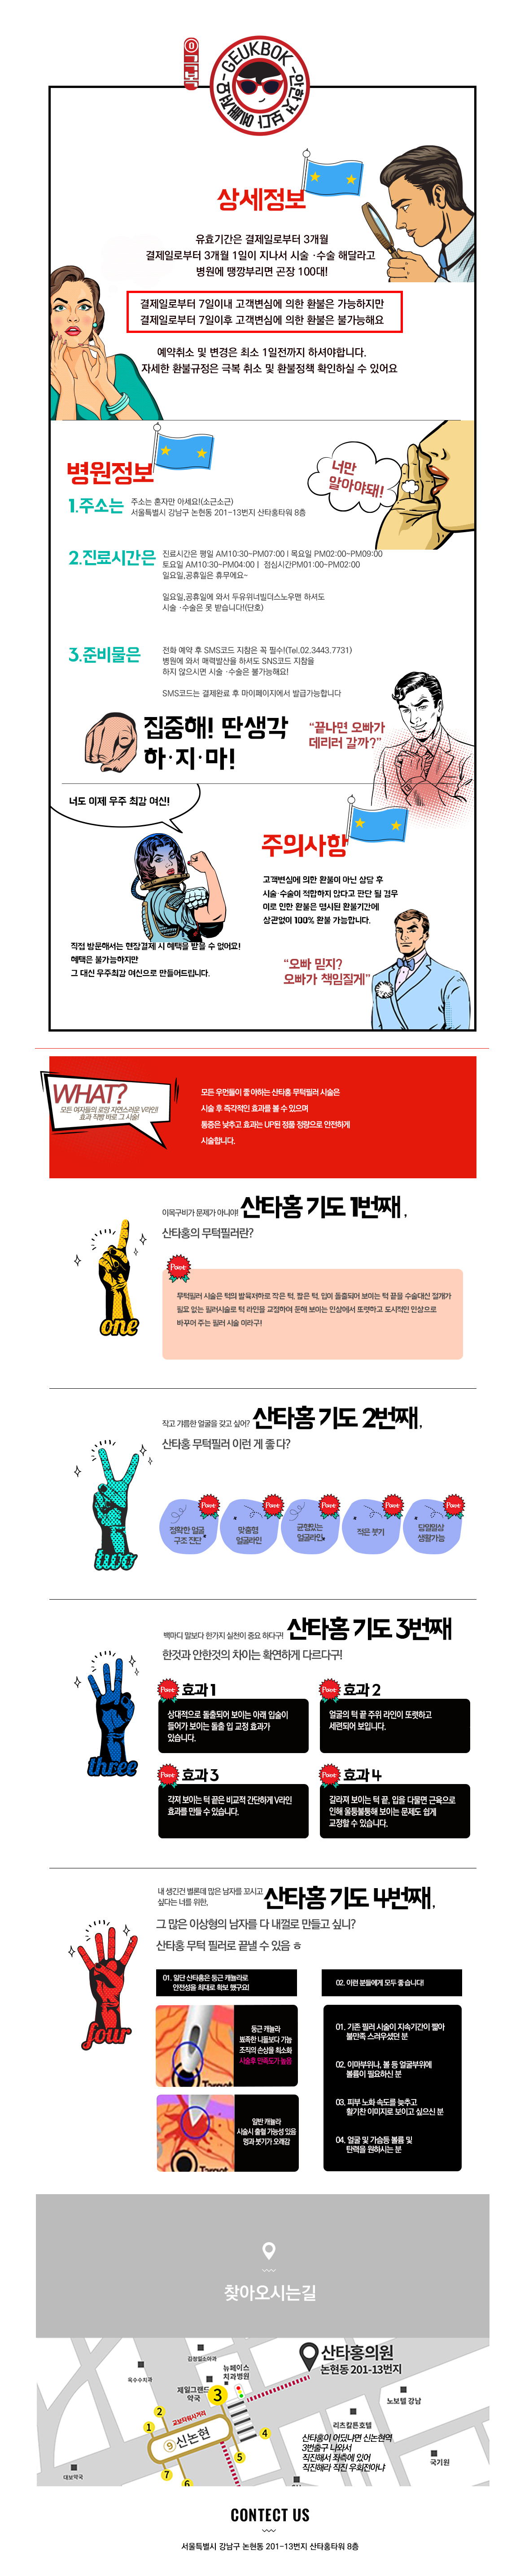 GEUKBOK
안한것보다예뻐져요
상세정보
유효기간은 결제일로부터 3개월
결제일로부터 3개월 1일이 지나서 시술 ·수술 해달라고
병원에 땡깡부리면 곤장 100대!
결제일로부터 7일이내 고객변심에 의한 환불은 가능하지만
결제일로부터 7일이후 고객변심에 의한 환불은 불가능해요
예약취소 및 변경은 최소 1일전까지 하셔야합니다.
자세한 환불규정은 극복 취소 및 환불정책 확인하실 수 있어요
병원정보
너만
알아야돼!
1.주소는
주소는 혼자만 아세요!(소근소근)
서울특별시 강남구 논현동 201-13번지 산타홍타워 8층
2.진료시간은
진료시간은 평일 AM10:30~PM07:00 | 목요일 PM02:00~PM09:00
토요일 AM10:30~PM04:00 | 점심시간PM01:00~PM02:00
일요일,공휴일은 휴무에요~
일요일,공휴일에 와서 두유워너빌더스노우맨 하셔도
시술 ·수술은 못 받습니다!(단호)
3.준비물은
전화 예약 후 SMS코드 지참은 꼭 필수!(Tel.02.3443.7731)
병원에 와서 매력발산을 하셔도 SNS코드 지참을
하지 않으시면 시술 ·수술은 불가능해요!
SMS코드는 결제완료 후 마이페이지에서 발급가능합니다
집중해! 딴생각
하·지·마!
“끝나면 오빠가
데리러 갈까?”
너도 이제 우주 최감 여신!
주의사항
고객변심에 의한 환불이 아닌 상담 후
시술·수술이 적합하지 않다고 판단 될 경우
이로 인한 환불은 명시된 환불기간에
상관없이 100% 환불 가능합니다.
직접 방문해서는 현장결제 시 혜택을 받을 수 없어요!
혜택은 불가능하지만
그 대신 우주최감 여신으로 만들어드립니다.
“오빠 믿지?
오빠가 책임질게”
WHAT?
모든 여자들의 로망 자연스러운 V라인!
효과 직빵 바로 그 시술!
모든 우먼들이 좋아하는 산타홍 무턱필러 시술은
시술 후 즉각적인 효과를 볼 수 있으며
통증은 낮추고 효과는 UP된 정품 정량으로 안전하게
시술합니다.
이목구비가 문제가 아니야! 산타홍 기도 1번째,
산타홍의 무턱필러란?
one
Point
무턱필러 시술은 턱의 발육저하로 작은 턱, 짧은 턱, 입이 돌출되어 보이는 턱 끝을 수술대신 절개가
필요 없는 필러시술로 턱 라인을 교정하여 둔해 보이는 인상에서 또렷하고 도시적인 인상으로
바꾸어 주는 필러 시술 이라구!
작고 갸름한 얼굴을 갖고 싶어? 산타홍 기도 2번째,
산타홍 무턱필러 이런 게 좋다?
two
Point
Point
Point
Point
Point
정확한 얼굴
구조 진단
맞춤형
얼굴라인
균형있는
얼굴라인
적은 붓기
당일일상
생활가능
백마디 말보다 한가지 실천이 중요 하다구! 산타홍 기도 3번째
한것과 안한것의 차이는 확연하게 다르다구!
three
Point 효과 1
상대적으로 돌출되어 보이는 아래 입술이
들어가 보이는 돌출 입 교정 효과가
있습니다.
Point 효과 2
얼굴의 턱 끝 주위 라인이 또렷하고
세련되어 보입니다.
Point 효과 3
각져 보이는 턱 끝은 비교적 간단하게 V라인
효과를 만들 수 있습니다.
Point 효과 4
갈라져 보이는 턱 끝, 입을 다물면 근육으로
인해 울퉁불퉁해 보이는 문제도 쉽게
교정할 수 있습니다.
내 생긴건 별론데 많은 남자를 꼬시고
싶다는 너를 위한,
산타홍 기도 4번째,
그 많은 이상형의 남자를 다 내껄로 만들고 싶니?
산타홍 무턱 필러로 끝낼 수 있음 ㅎ
four
01. 일단 산타홍은 둥근 캐뉼라로
안전성을 최대로 확보 했구요!
둥근 캐뉼라
뾰족한 니들보다 기능
조직의 손상을 최소화
시술후 만족도가 높음
일반 캐뉼라
시술시 출혈 가능성 있음
멍과 붓기가 오래감
02. 이런 분들에게 모두 좋습니다!
01. 기존 필러 시술이 지속기간이 짧아
불만족 스러우셨던 분
02. 이마부위나, 볼 등 얼굴부위에
볼륨이 필요하신 분
03. 피부 노화 속도를 늦추고
활기찬 이미지로 보이고 싶으신 분
04. 얼굴 및 가슴등 볼륨 및
탄력을 원하시는 분
찾아오시는길
산타홍의원
논현동 201-13번지
김정일소아과
옥수수치과
뉴페이스
치과병원
제일그랜드
약국
노보텔 강남
리츠칼튼호텔
교보타워사거리
1
2
3
4
5
6
7
9 신논현
산타홍이 어딨냐면 신논현역
3번출구 나와서
직진해서 좌측에 있어
직진해라 직진 우회전아냐
국기원
대보약국
CONTECT US
서울특별시 강남구 논현동 201-13번지 산타홍타워 8층